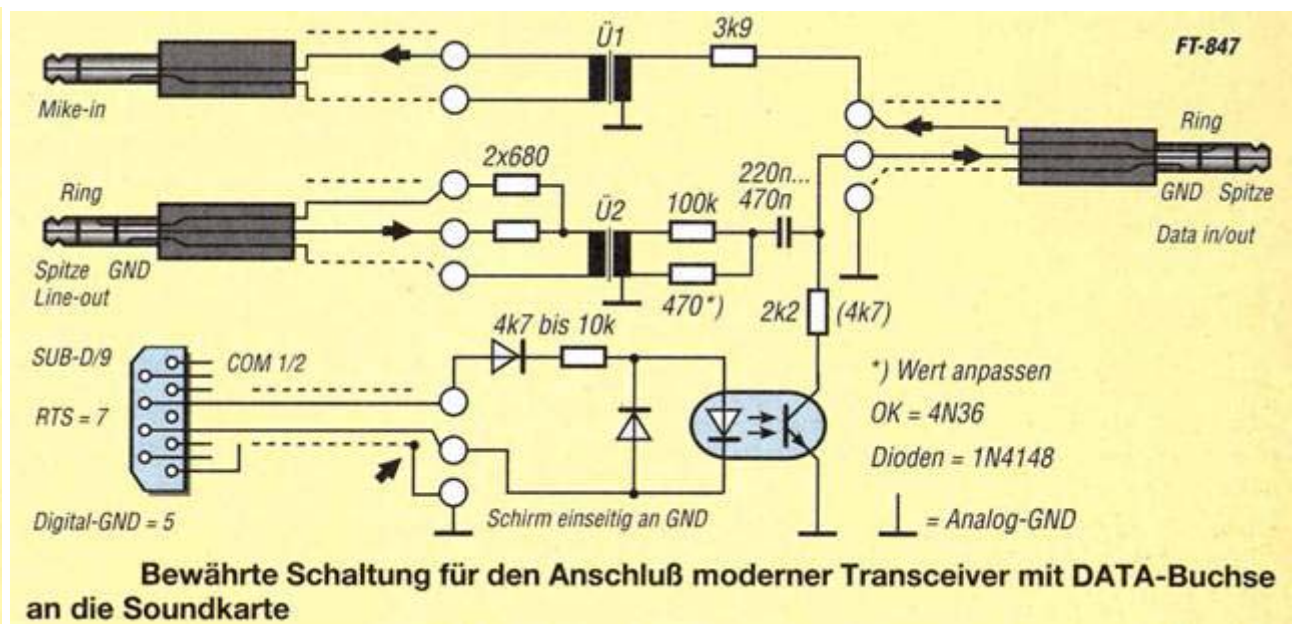 Ü1
3k9
FT-847
Mike-in
Ring
2x680
220n...
470n
Ring
Ü2
100k
GND Spitze
Spitze GND
Line-out
470*)
2k2
(4k7)
Data in/out
4k7 bis 10k
SUB-D/9
COM 1/2
*) Wert anpassen
RTS = 7
OK = 4N36
Dioden = 1N4148
Digital-GND = 5
Schirm einseitig an GND
= Analog-GND
Bewährte Schaltung für den Anschluß moderner Transceiver mit DATA-Buchse
an die Soundkarte